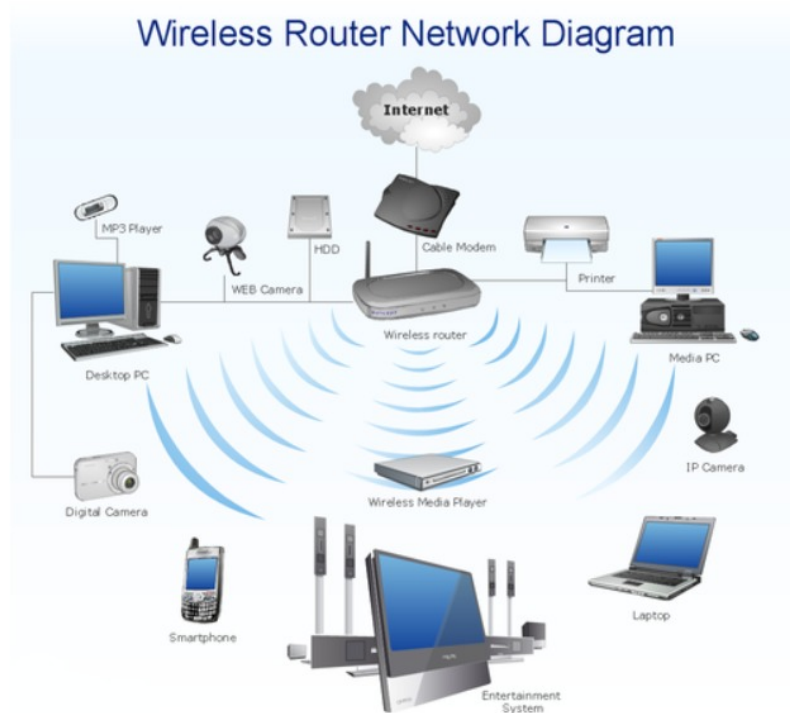 Wireless Router Network Diagram
Internet
MP3 Player
HDD
Cable Modem
WEB Camera
Printer
Wireless router
Desktop PC
Media PC
IP Camera
Wireless Media Player
Digital Camera
Smartphone
Laptop
Entertainment
System